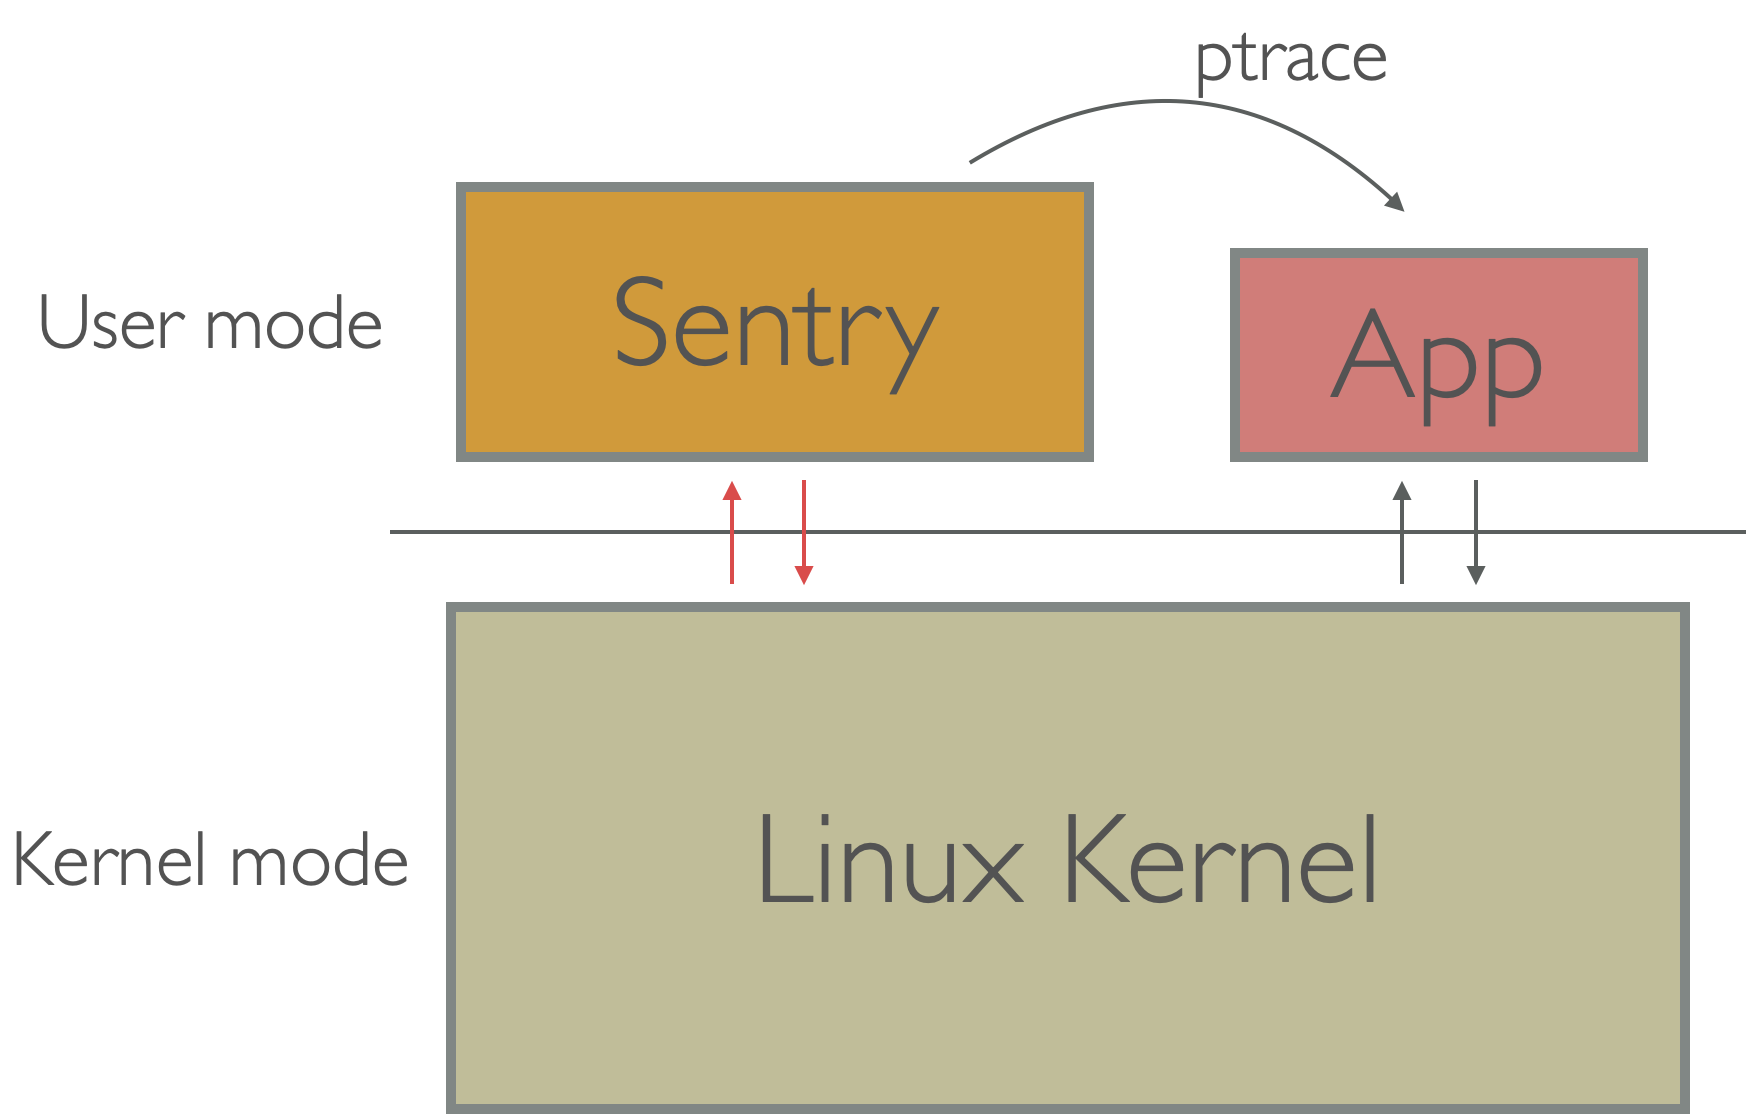 ptrace
User mode
Sentry
App
Kernel mode
Linux Kernel